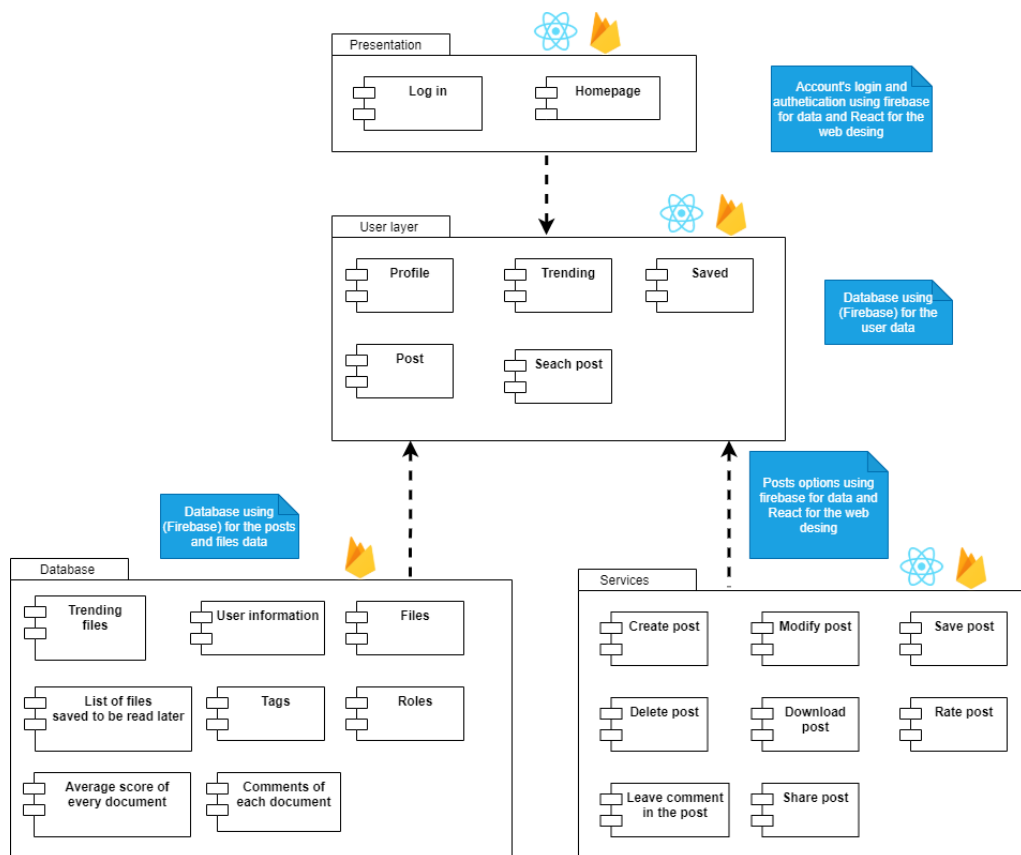 Presentation
Log in
Homepage
Account's login and
authetication using firebase
for data and React for the
web desing
User layer
Profile
Trending
Saved
Post
Seach post
Database using
(Firebase) for the
user data
Database using
(Firebase) for the posts
and files data
Posts options using
firebase for data and
React for the web
desing
Database
Trending
files
User information
Files
List of files
saved to be read later
Tags
Roles
Average score of
every document
Comments of
each document
Services
Create post
Modify post
Save post
Delete post
Download
post
Rate post
Leave comment
in the post
Share post